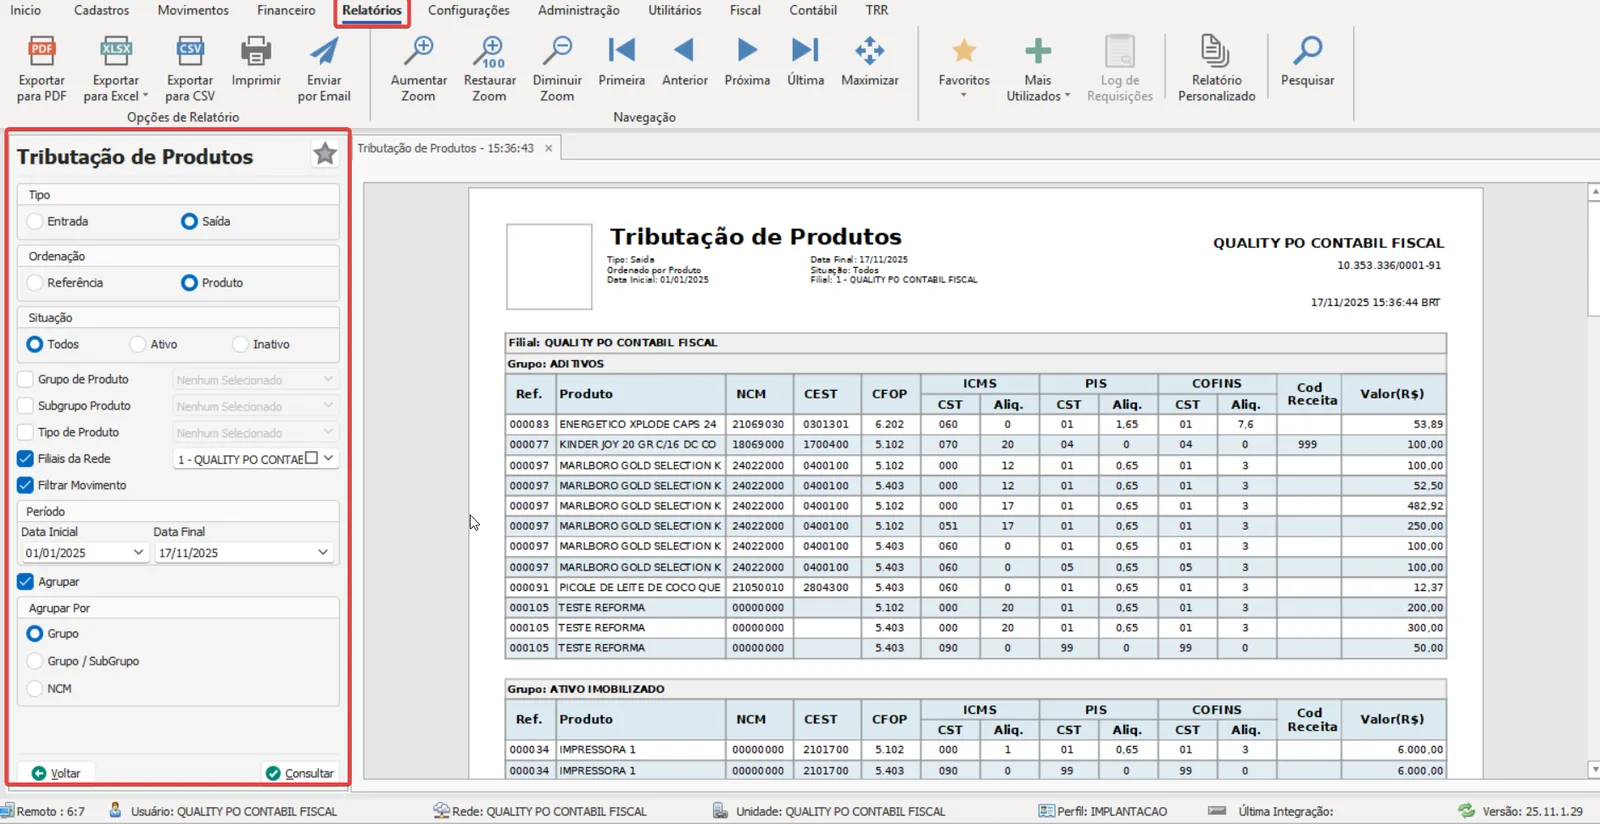 Inicio Cadastros Movimentos Financeiro Relatórios Configurações Administração Utilitários Fiscal Contábil TRR
PDF XLSX CSV 100
Exportar para PDF
Exportar para Excel
Exportar para CSV
Imprimir
Enviar por Email
Aumentar Zoom
Restaurar Zoom
Diminuir Zoom
Primeira
Anterior
Próxima
Última
Maximizar
Favoritos
Mais Utilizados
Log de Requisições
Relatório Personalizado
Pesquisar
Opções de Relatório
Navegação
Tributação de Produtos
Tipo
Entrada Saída
Ordenação
Referência Produto
Situação
Todos Ativo Inativo
Grupo de Produto Nenhum Selecionado
Subgrupo Produto Nenhum Selecionado
Tipo de Produto Nenhum Selecionado
Filiais da Rede 1 - QUALITY PO CONTAE
Filtrar Movimento
Período
Data Inicial Data Final
01/01/2025 17/11/2025
Agrupar
Agrupar Por
Grupo
Grupo / SubGrupo
NCM
Voltar Consultar
Tributação de Produtos - 15:36:43
Tributação de Produtos
Tipo: Saída Data Final: 17/11/2025
Ordenado por Produto Situação: Todos
Data Inicial: 01/01/2025 Filial: 1 - QUALITY PO CONTABIL FISCAL
QUALITY PO CONTABIL FISCAL
10.353.336/0001-91
17/11/2025 15:36:44 BRT
Filial: QUALITY PO CONTABIL FISCAL
Grupo: ADITIVOS
Ref. Produto NCM CEST CFOP ICMS PIS COFINS Cod Receita Valor(R$)
CST Aliq. CST Aliq. CST Aliq.
000083 ENERGETICO XPLODE CAPS 24 21069030 0301301 6.202 060 0 01 1,65 01 7,6 53,89
000077 KINDER JOY 20 GR C/16 DC CO 18069000 1700400 5.102 070 20 04 0 04 0 999 100,00
000097 MARLBORO GOLD SELECTION K 24022000 0400100 5.102 000 12 01 0,65 01 3 100,00
000097 MARLBORO GOLD SELECTION K 24022000 0400100 5.403 000 12 01 0,65 01 3 52,50
000097 MARLBORO GOLD SELECTION K 24022000 0400100 5.102 000 17 01 0,65 01 3 482,92
000097 MARLBORO GOLD SELECTION K 24022000 0400100 5.102 051 17 01 0,65 01 3 250,00
000097 MARLBORO GOLD SELECTION K 24022000 0400100 5.403 060 0 01 0,65 01 3 100,00
000097 MARLBORO GOLD SELECTION K 24022000 0400100 5.403 060 0 05 0,65 05 3 100,00
000091 PICOLE DE LEITE DE COCO QUE 21050010 2804300 5.403 060 0 01 0,65 01 3 12,37
000105 TESTE REFORMA 00000000 5.102 000 20 01 0,65 01 3 200,00
000105 TESTE REFORMA 00000000 5.403 000 20 01 0,65 01 3 300,00
000105 TESTE REFORMA 00000000 5.403 090 0 99 0 99 0 50,00
Grupo: ATIVO IMOBILIZADO
Ref. Produto NCM CEST CFOP ICMS PIS COFINS Cod Receita Valor(R$)
CST Aliq. CST Aliq. CST Aliq.
000034 IMPRESSORA 1 00000000 2101700 5.102 000 1 01 0,65 01 3 6.000,00
000034 IMPRESSORA 1 00000000 2101700 5.102 090 0 99 0 99 0 6.000,00
Remoto : 6:7 Usuário: QUALITY PO CONTABIL FISCAL Rede: QUALITY PO CONTABIL FISCAL Unidade: QUALITY PO CONTABIL FISCAL Perfil: IMPLANTACAO Última Integração: Versão: 25.11.1.29